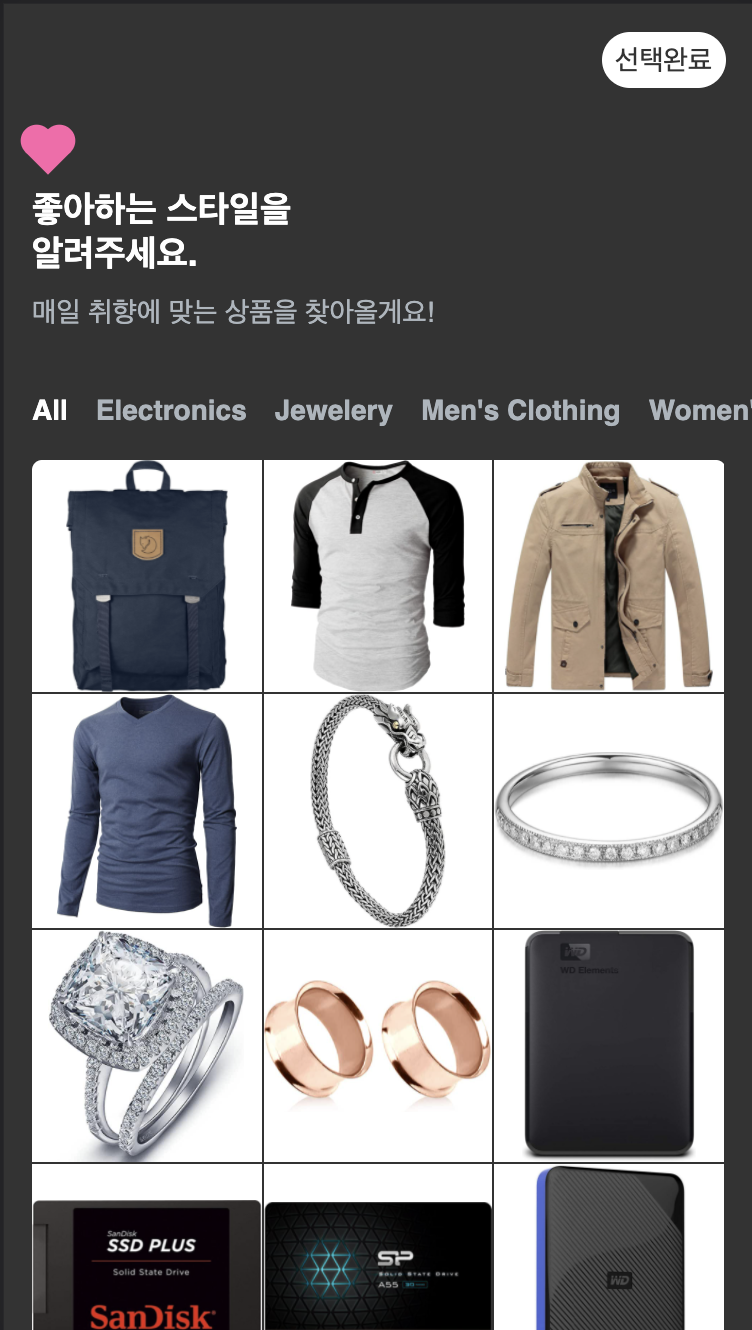 선택완료
좋아하는 스타일을
알려주세요.
매일 취향에 맞는 상품을 찾아올게요!
All Electronics Jewelery Men's Clothing Women'
WD
WD Elements
SanDisk
SSD PLUS
Solid State Drive
SanDisk
SP
SOLID STATE DRIVE
A55
WD